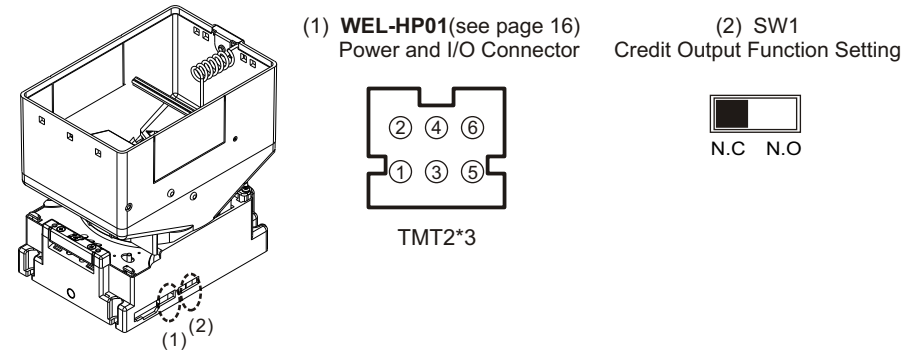 (1) WEL-HP01(see page 16)
Power and I/O Connector
② ④ ⑥
① ③ ⑤
TMT2*3
(2) SW1
Credit Output Function Setting
N.C N.O
(1) (2)